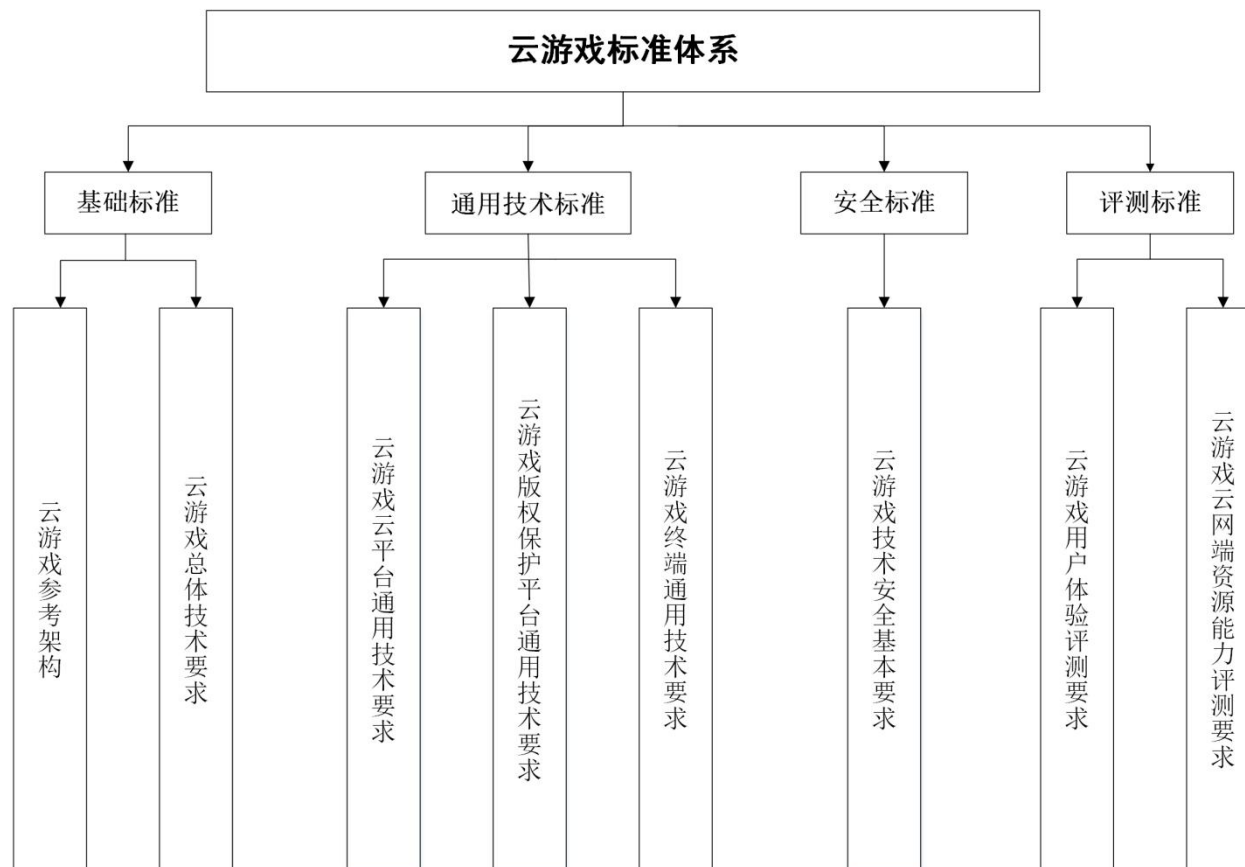 云游戏标准体系
基础标准
通用技术标准
安全标准
评测标准
云游戏参考架构
云游戏总体技术要求
云游戏云平台通用技术要求
云游戏版权保护平台通用技术要求
云游戏终端通用技术要求
云游戏技术安全基本要求
云游戏用户体验评测要求
云游戏云网端资源能力评测要求